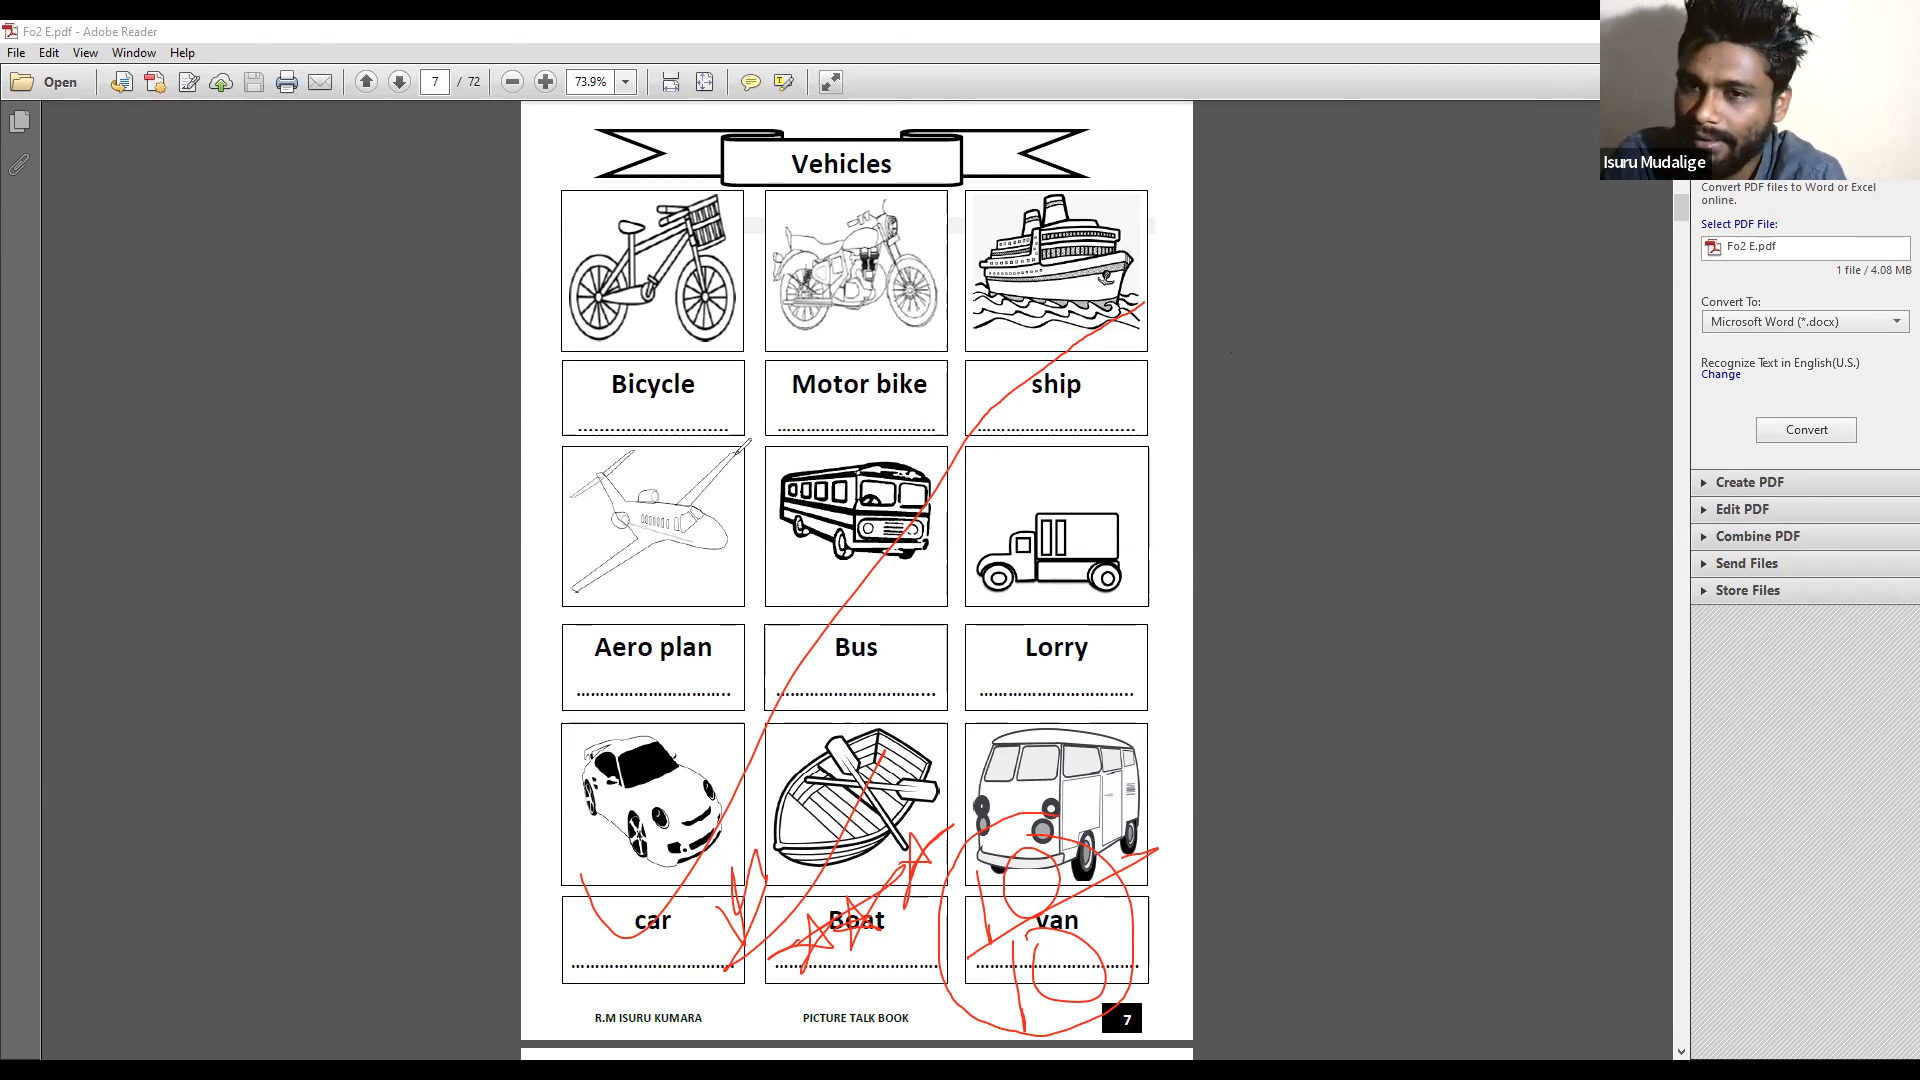 Fo2 E.pdf - Adobe Reader
File Edit View Window Help
Open 7 / 72 73.9%
Isuru Mudalige
Convert PDF files to Word or Excel
online.
Select PDF File:
Fo2 E.pdf
1 file / 4.08 MB
Convert To:
Microsoft Word (*.docx)
Recognize Text in English(U.S.)
Change
Convert
Create PDF
Edit PDF
Combine PDF
Send Files
Store Files
Vehicles
Bicycle Motor bike ship
Aero plan Bus Lorry
car Boat van
10
10
R.M ISURU KUMARA PICTURE TALK BOOK 7